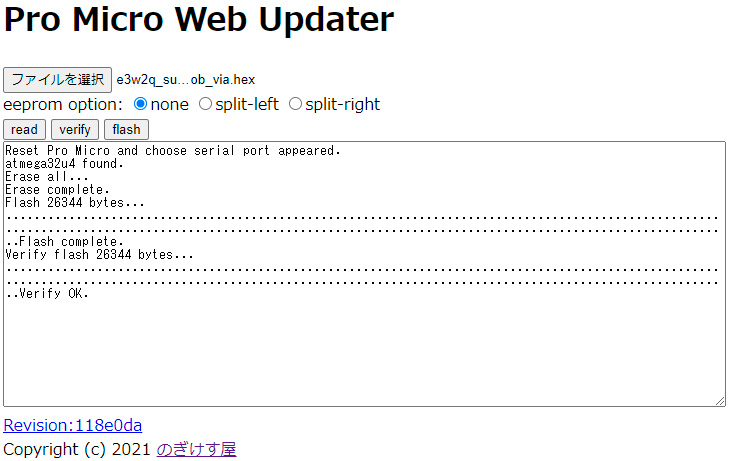 Pro Micro Web Updater
ファイルを選択 e3w2q_su...ob_via.hex
eeprom option: none split-left split-right
read verify flash
Reset Pro Micro and choose serial port appeared.
atmega32u4 found.
Erase all...
Erase complete.
Flash 26344 bytes...
.......................................................................................................
.......................................................................................................
..Flash complete.
Verify flash 26344 bytes...
.......................................................................................................
.......................................................................................................
..Verify OK.
Revision:118e0da
Copyright (c) 2021 のぎけす屋